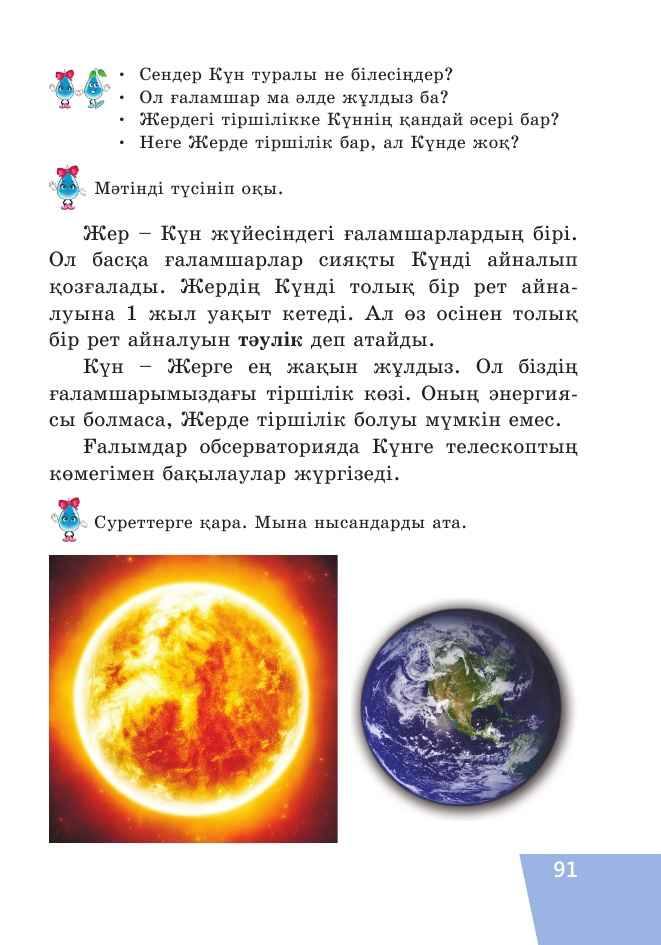 • Сендер Күн туралы не білесіңдер?
• Ол ғаламшар ма әлде жұлдыз ба?
• Жердегі тіршілікке Күннің қандай әсері бар?
• Неге Жерде тіршілік бар, ал Күнде жоқ?
Мәтінді түсініп оқы.
Жер – Күн жүйесіндегі ғаламшарлардың бірі.
Ол басқа ғаламшарлар сияқты Күнді айналып
қозғалады. Жердің Күнді толық бір рет айна-
луына 1 жыл уақыт кетеді. Ал өз осінен толық
бір рет айналуын тәулік деп атайды.
Күн – Жерге ең жақын жұлдыз. Ол біздің
ғаламшарымыздағы тіршілік көзі. Оның энергия-
сы болмаса, Жерде тіршілік болуы мүмкін емес.
Ғалымдар обсерваторияда Күнге телескоптың
көмегімен бақылаулар жүргізеді.
Суреттерге қара. Мына нысандарды ата.
91